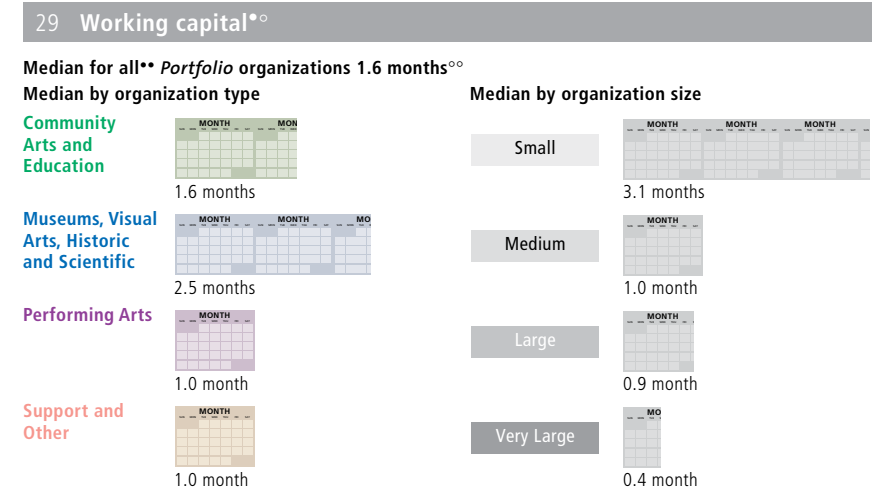 29 Working capital•°
Median for all•• Portfolio organizations 1.6 months°°
Median by organization type
Community
Arts and
Education
MONTH MON
1.6 months
Museums, Visual
Arts, Historic
and Scientific
MONTH MONTH MO
2.5 months
Performing Arts
MONTH
1.0 month
Support and
Other
MONTH
1.0 month
Median by organization size
Small
MONTH MONTH MONTH
3.1 months
Medium
MONTH
1.0 month
Large
MONTH
0.9 month
Very Large
MO
0.4 month